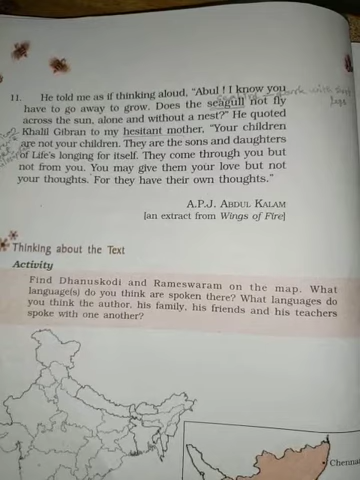 11. He told me as if thinking aloud, "Abul ! I know you
have to go away to grow. Does the seagull not fly
across the sun, alone and without a nest?" He quoted
Khalil Gibran to my hesitant mother, "Your children
are not your children. They are the sons and daughters
of Life's longing for itself. They come through you but
not from you. You may give them your love but not
your thoughts. For they have their own thoughts."
A.P.J. ABDUL KALAM
[an extract from Wings of Fire]
Thinking about the Text
Activity
Find Dhanuskodi and Rameswaram on the map. What
language(s) do you think are spoken there? What languages do
you think the author, his family, his friends and his teachers
spoke with one another?
Chenna